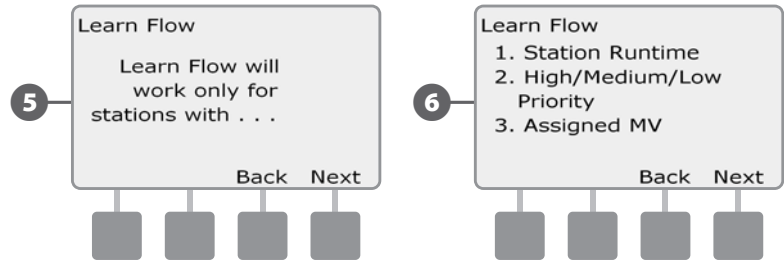 5
Learn Flow
Learn Flow will
work only for
stations with . . .
Back Next
6
Learn Flow
1. Station Runtime
2. High/Medium/Low
Priority
3. Assigned MV
Back Next